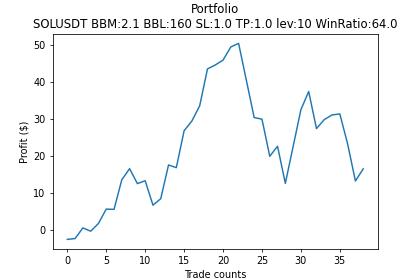 Portfolio
SOLUSDT BBM:2.1 BBL:160 SL:1.0 TP:1.0 lev:10 WinRatio:64.0
50
40
30
20
10
0
Profit ($)
0 5 10 15 20 25 30 35
Trade counts